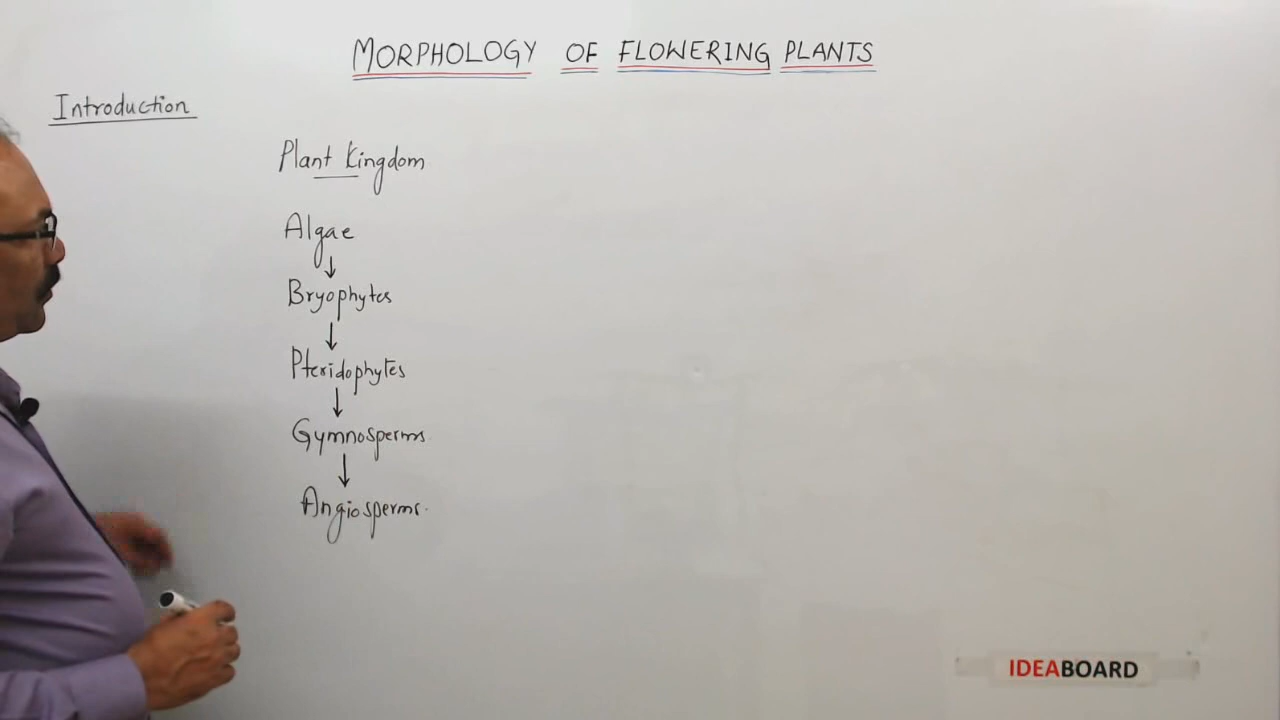 MORPHOLOGY OF FLOWERING PLANTS
Introduction
Plant Kingdom
Algae
↓
Bryophytes
↓
Pteridophytes
↓
Gymnosperms.
↓
Angiosperms.
IDEABOARD